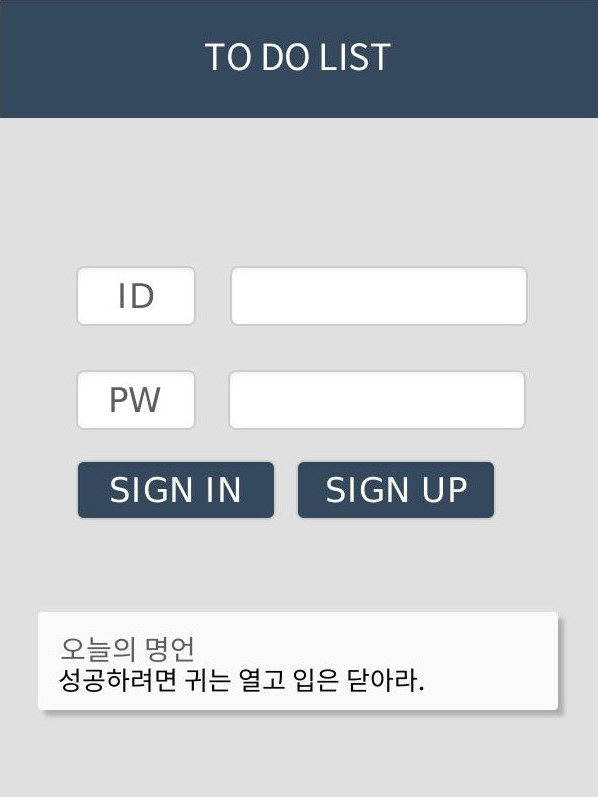 TO DO LIST
ID
PW
SIGN IN SIGN UP
오늘의 명언
성공하려면 귀는 열고 입은 닫아라.